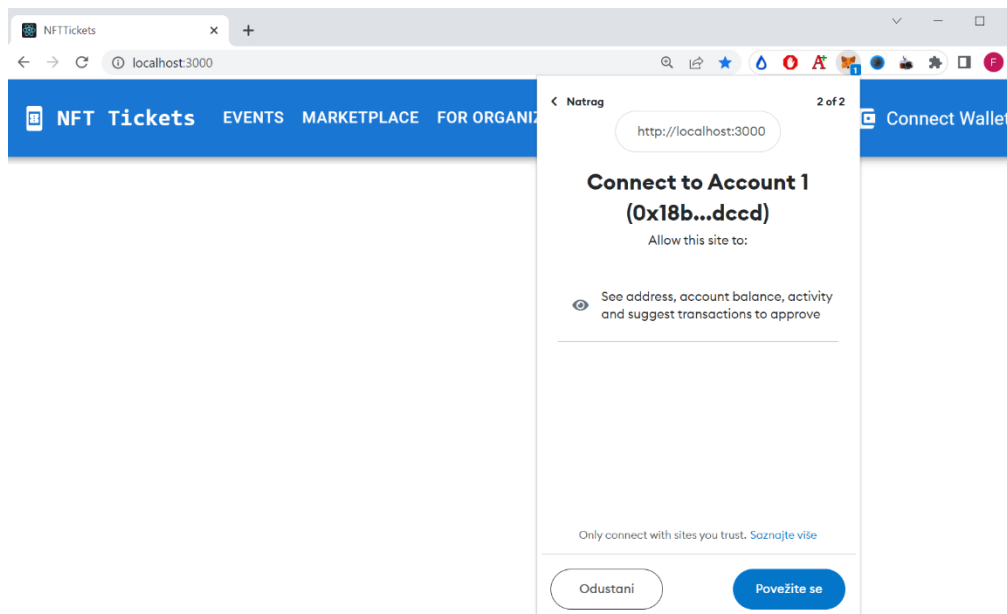 NFTTickets
localhost:3000
NFT Tickets EVENTS MARKETPLACE FOR ORGANIZ
Connect Wallet
1
F
Natrag 2 of 2
http://localhost:3000
Connect to Account 1
(0x18b...dccd)
Allow this site to:
See address, account balance, activity
and suggest transactions to approve
Only connect with sites you trust. Saznajte više
Odustani Povežite se